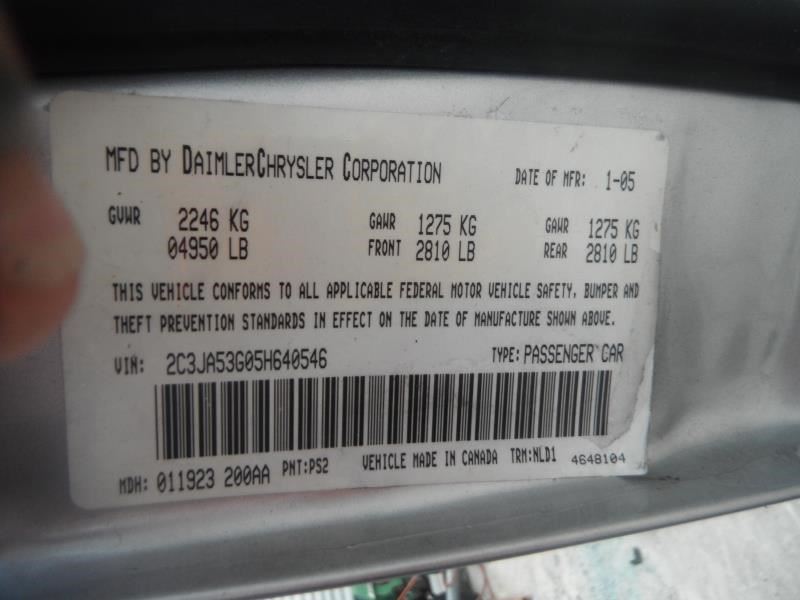 MFD BY DAIMLERCHRYSLER CORPORATION DATE OF MFR: 1-05
GVWR 2246 KG GAWR 1275 KG GAWR 1275 KG
04950 LB FRONT 2810 LB REAR 2810 LB
THIS VEHICLE CONFORMS TO ALL APPLICABLE FEDERAL MOTOR VEHICLE SAFETY, BUMPER AND
THEFT PREVENTION STANDARDS IN EFFECT ON THE DATE OF MANUFACTURE SHOWN ABOVE.
VIN: 2C3JA53G05H640546 TYPE: PASSENGER CAR
MDH: 011923 200AA PNT:PS2 VEHICLE MADE IN CANADA TRM:NLD1 4648104